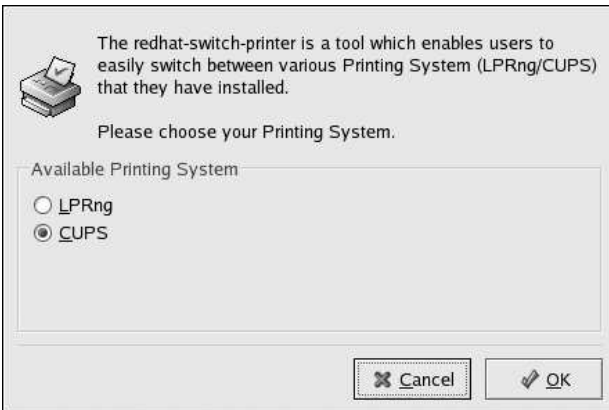 The redhat-switch-printer is a tool which enables users to
easily switch between various Printing System (LPRng/CUPS)
that they have installed.
Please choose your Printing System.
Available Printing System
LPRng
CUPS
Cancel
OK